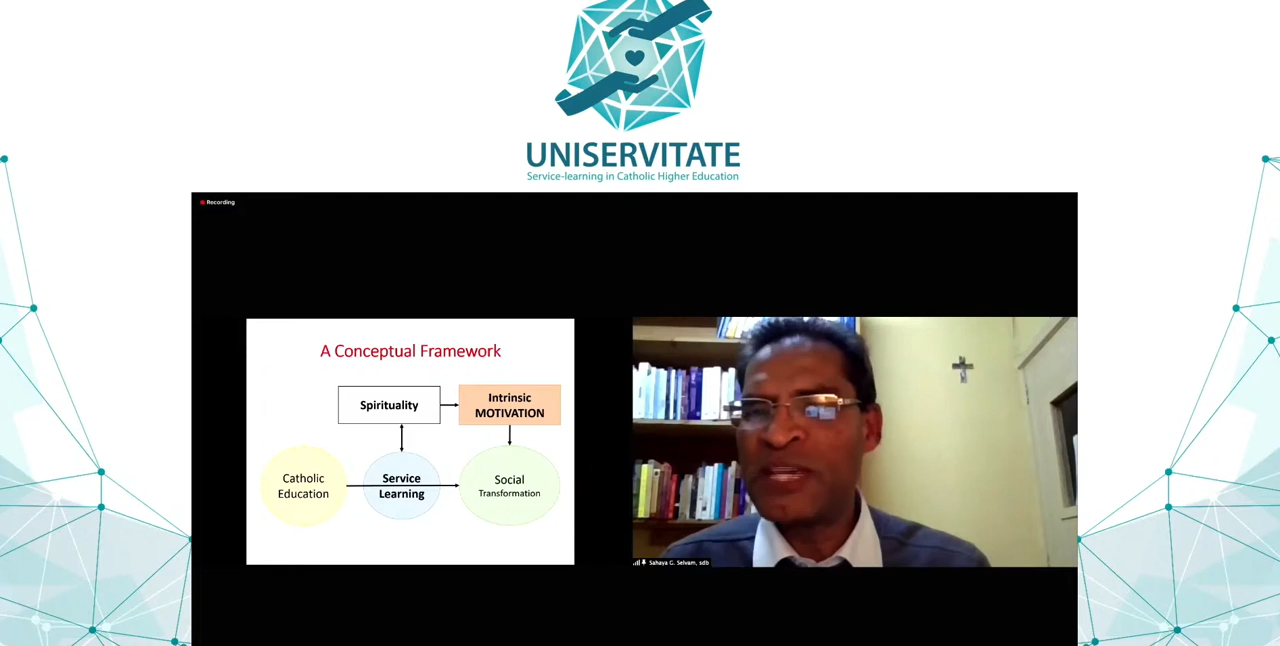 UNISERVITATE
Service-learning in Catholic Higher Education
Recording
A Conceptual Framework
Spirituality
Intrinsic
MOTIVATION
Catholic
Education
Service
Learning
Social
Transformation
Sahaya G. Selvam, sdb